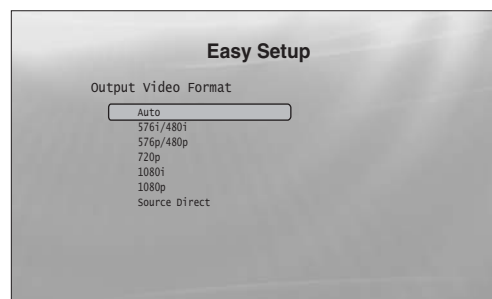 Easy Setup
Output Video Format
Auto
576i/480i
576p/480p
720p
1080i
1080p
Source Direct